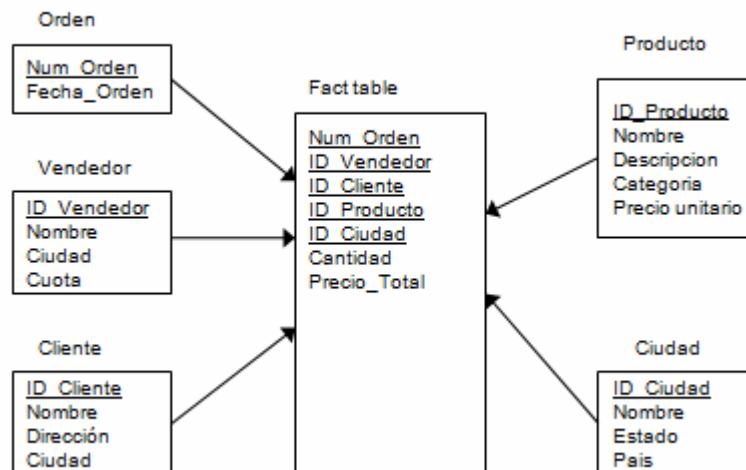 Orden
Num_Orden
Fecha_Orden
Vendedor
ID_Vendedor
Nombre
Ciudad
Cuota
Cliente
ID_Cliente
Nombre
Dirección
Ciudad
Fact table
Num_Orden
ID_Vendedor
ID_Cliente
ID_Producto
ID_Ciudad
Cantidad
Precio_Total
Producto
ID_Producto
Nombre
Descripcion
Categoria
Precio unitario
Ciudad
ID_Ciudad
Nombre
Estado
Pais